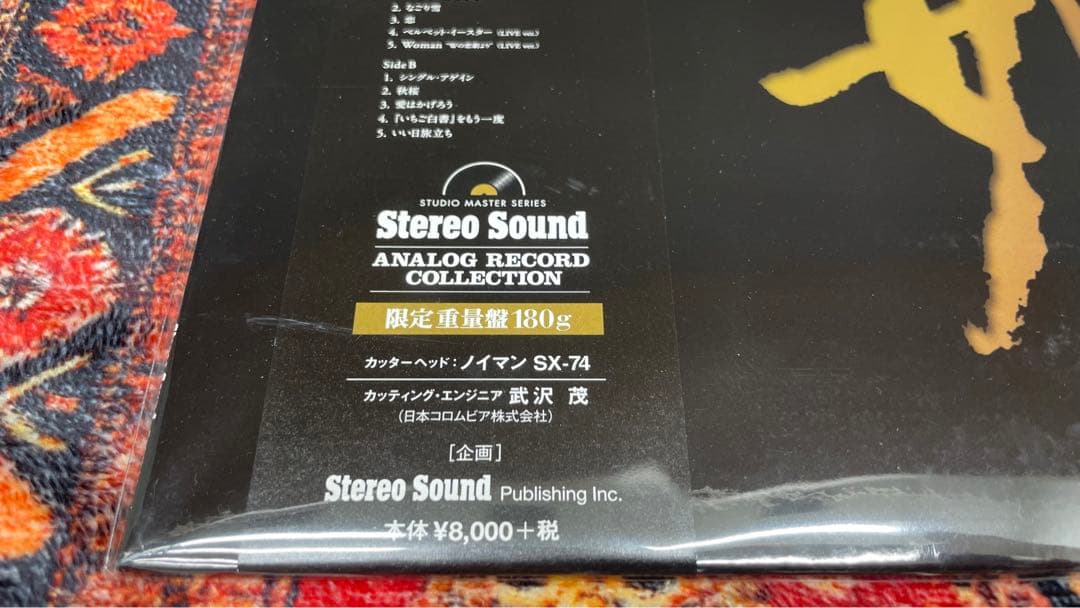 2. なごり雪
3. 恋
4. ベルベット・イースター (LIVE ver.)
5. Woman "Wの悲劇より" (LIVE ver.)
Side B
1. シングル・アゲイン
2. 秋桜
3. 愛はかげろう
4. 『いちご白書』をもう一度
5. いい日旅立ち
STUDIO MASTER SERIES
Stereo Sound
ANALOG RECORD
COLLECTION
限定重量盤180g
カッターヘッド：ノイマン SX-74
カッティング・エンジニア 武沢 茂
（日本コロムビア株式会社）
［企画］
Stereo Sound Publishing Inc.
本体 ¥8,000＋税